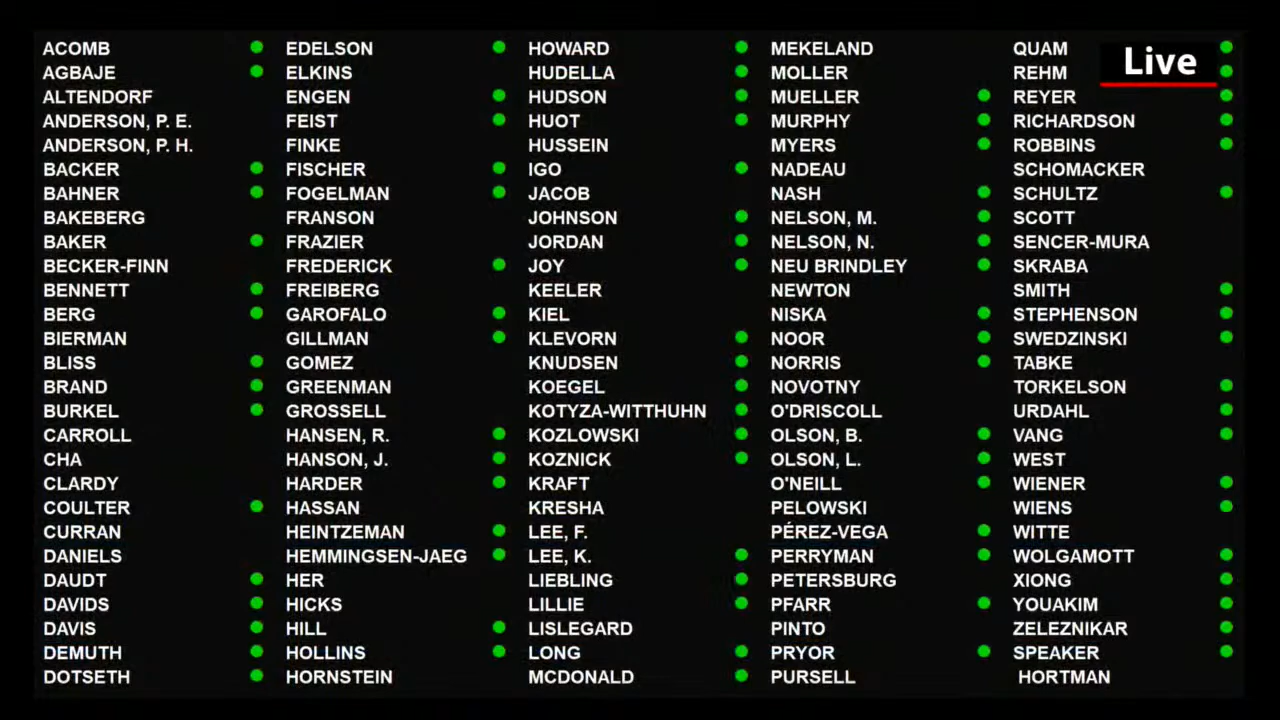 ACOMB
AGBAJE
ALTENDORF
ANDERSON, P. E.
ANDERSON, P. H.
BACKER
BAHNER
BAKEBERG
BAKER
BECKER-FINN
BENNETT
BERG
BIERMAN
BLISS
BRAND
BURKEL
CARROLL
CHA
CLARDY
COULTER
CURRAN
DANIELS
DAUDT
DAVIDS
DAVIS
DEMUTH
DOTSETH
EDELSON
ELKINS
ENGEN
FEIST
FINKE
FISCHER
FOGELMAN
FRANSON
FRAZIER
FREDERICK
FREIBERG
GAROFALO
GILLMAN
GOMEZ
GREENMAN
GROSSELL
HANSEN, R.
HANSON, J.
HARDER
HASSAN
HEINTZEMAN
HEMMINGSEN-JAEG
HER
HICKS
HILL
HOLLINS
HORNSTEIN
HOWARD
HUDELLA
HUDSON
HUOT
HUSSEIN
IGO
JACOB
JOHNSON
JORDAN
JOY
KEELER
KIEL
KLEVORN
KNUDSEN
KOEGEL
KOTYZA-WITTHUHN
KOZLOWSKI
KOZNICK
KRAFT
KRESHA
LEE, F.
LEE, K.
LIEBLING
LILLIE
LISLEGARD
LONG
MCDONALD
MEKELAND
MOLLER
MUELLER
MURPHY
MYERS
NADEAU
NASH
NELSON, M.
NELSON, N.
NEU BRINDLEY
NEWTON
NISKA
NOOR
NORRIS
NOVOTNY
O'DRISCOLL
OLSON, B.
OLSON, L.
O'NEILL
PELOWSKI
PÉREZ-VEGA
PERRYMAN
PETERSBURG
PFARR
PINTO
PRYOR
PURSELL
QUAM
REHM
REYER
RICHARDSON
ROBBINS
SCHOMACKER
SCHULTZ
SCOTT
SENCER-MURA
SKRABA
SMITH
STEPHENSON
SWEDZINSKI
TABKE
TORKELSON
URDAHL
VANG
WEST
WIENER
WIENS
WITTE
WOLGAMOTT
XIONG
YOUAKIM
ZELEZNIKAR
SPEAKER
HORTMAN
Live